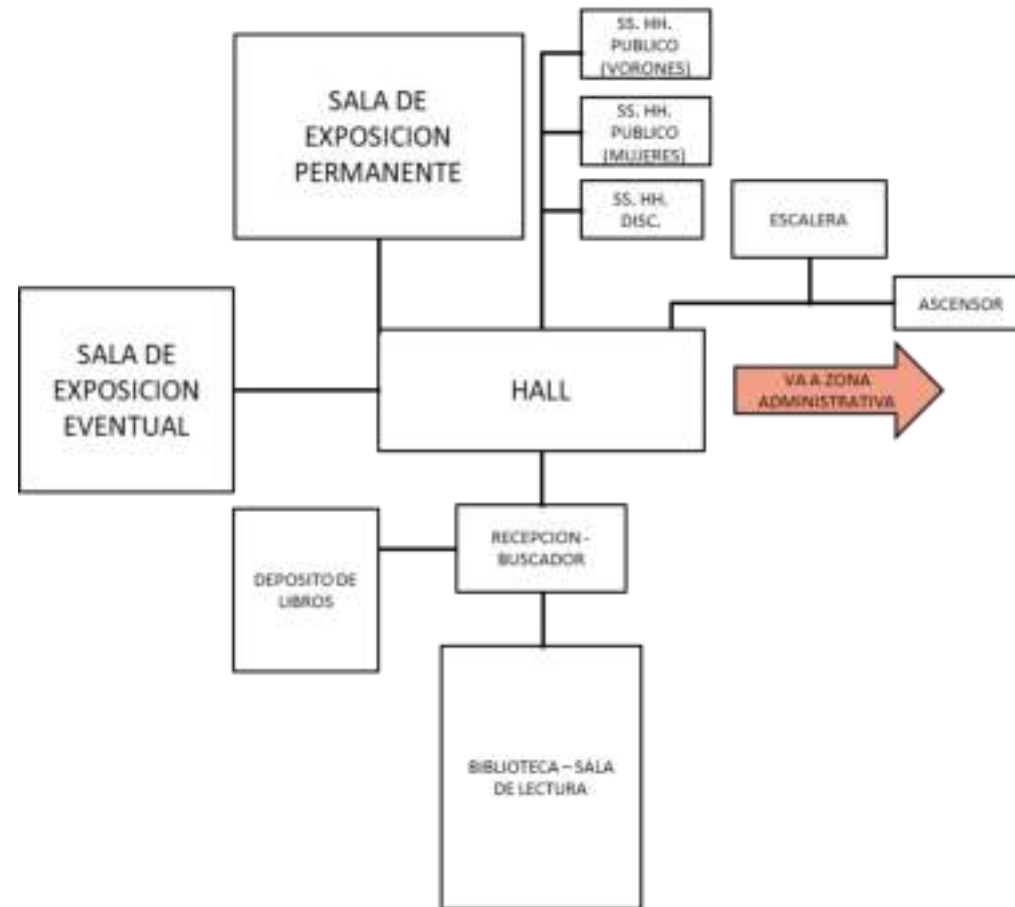 SS. HH.
PUBLICO
(VORONES)
SALA DE
EXPOSICION
PERMANENTE
SS. HH.
PUBLICO
(MUJERES)
SS. HH.
DISC.
ESCALERA
ASCENSOR
SALA DE
EXPOSICION
EVENTUAL
HALL
VA A ZONA
ADMINISTRATIVA
RECEPCION -
BUSCADOR
DEPOSITO DE
LIBROS
BIBLIOTECA – SALA
DE LECTURA